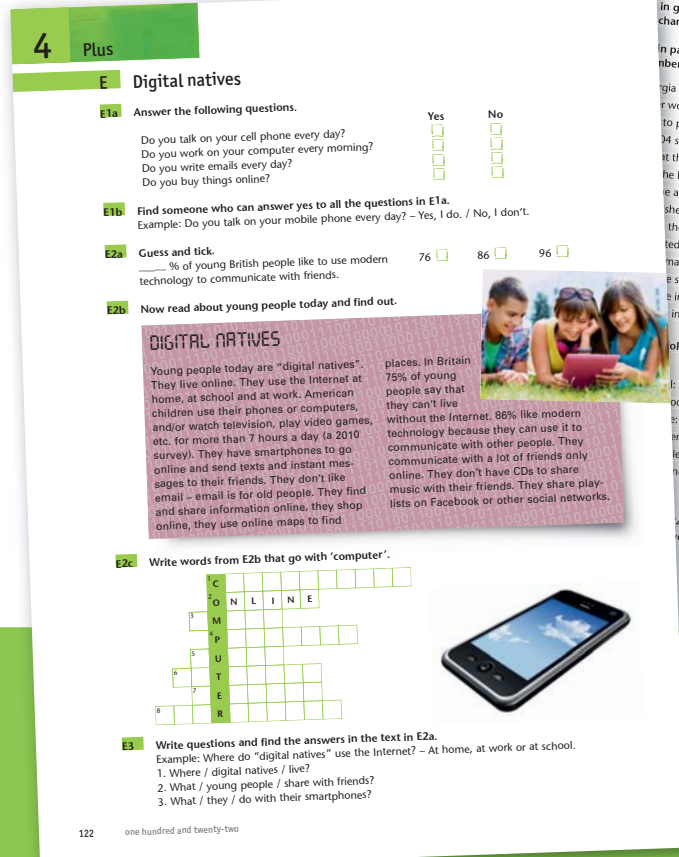 4 Plus
E Digital natives
E1a Answer the following questions.
Yes No
Do you talk on your cell phone every day?
Do you work on your computer every morning?
Do you write emails every day?
Do you buy things online?
E1b Find someone who can answer yes to all the questions in E1a.
Example: Do you talk on your mobile phone every day? – Yes, I do. / No, I don't.
E2a Guess and tick.
_____ % of young British people like to use modern
technology to communicate with friends.
76 86 96
E2b Now read about young people today and find out.
DIGITAL NATIVES
Young people today are "digital natives".
They live online. They use the Internet at
home, at school and at work. American
children use their phones or computers,
and/or watch television, play video games,
etc. for more than 7 hours a day (a 2010
survey). They have smartphones to go
online and send texts and instant mes-
sages to their friends. They don't like
email – email is for old people. They find
and share information online, they shop
online, they use online maps to find
places. In Britain
75% of young
people say that
they can't live
without the Internet. 86% like modern
technology because they can use it to
communicate with other people. They
communicate with a lot of friends only
online. They don't have CDs to share
music with their friends. They share play-
lists on Facebook or other social networks.
E2c Write words from E2b that go with 'computer'.
1 C
2 O N L I N E
3 M
4 P
5 U
6 T
7 E
8 R
E3 Write questions and find the answers in the text in E2a.
Example: Where do "digital natives" use the Internet? – At home, at work or at school.
1. Where / digital natives / live?
2. What / young people / share with friends?
3. What / they / do with their smartphones?
122 one hundred and twenty-two